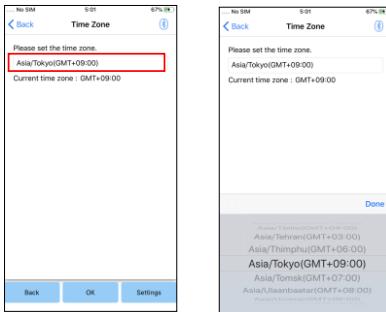 No SIM 5:01 67%
Back Time Zone
Please set the time zone.
Asia/Tokyo(GMT+09:00)
Current time zone : GMT+09:00
Back OK Settings
No SIM 5:01 67%
Back Time Zone
Please set the time zone.
Asia/Tokyo(GMT+09:00)
Current time zone : GMT+09:00
Done
Asia/Tehran(GMT+03:00)
Asia/Thimphu(GMT+06:00)
Asia/Tokyo(GMT+09:00)
Asia/Tomsk(GMT+07:00)
Asia/Ulaanbaatar(GMT+08:00)